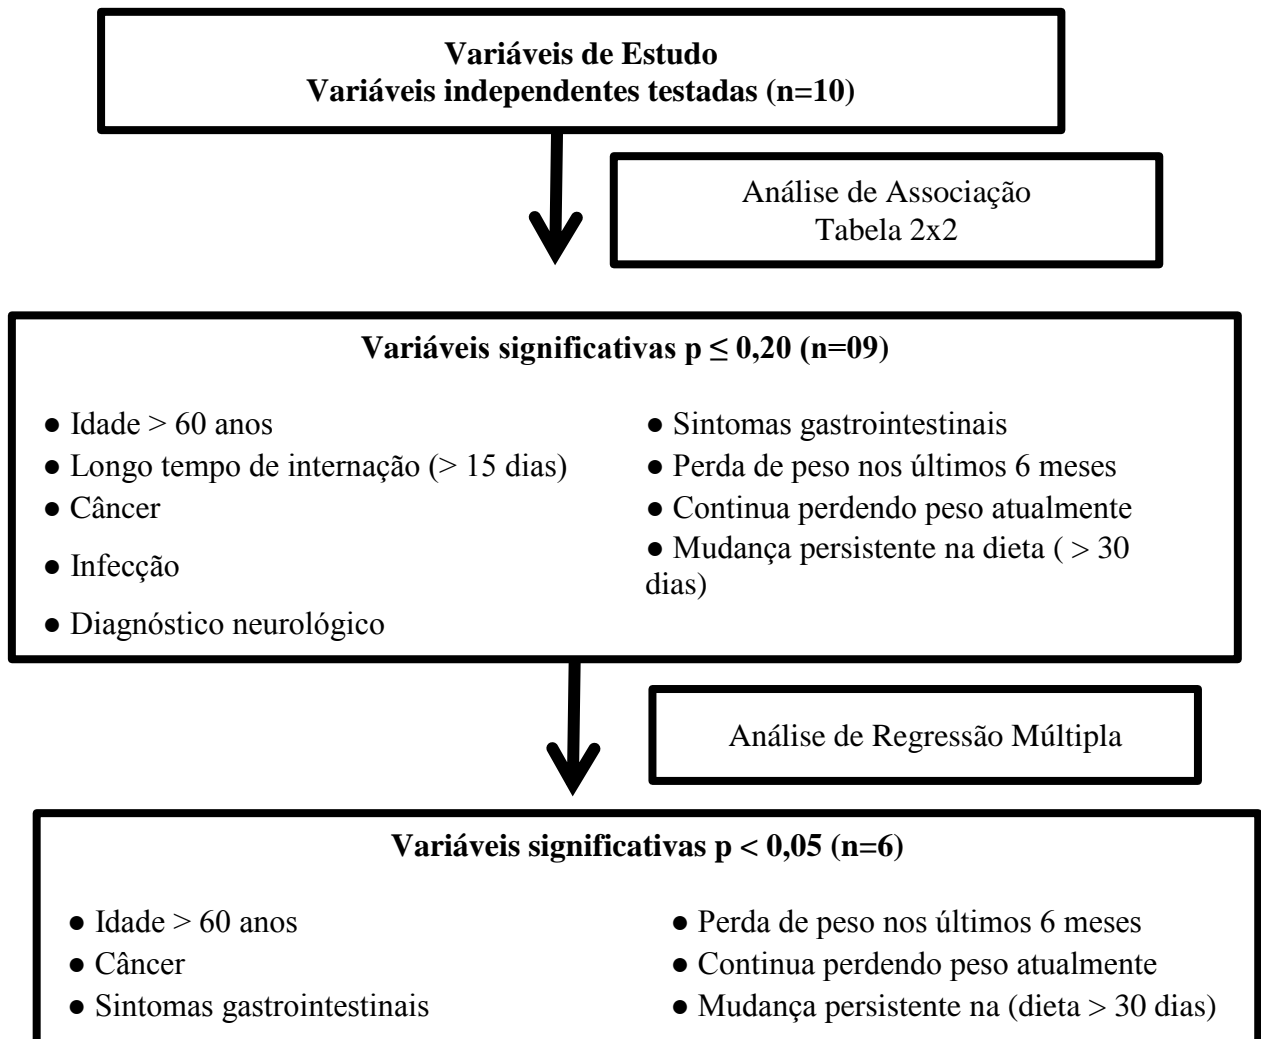 Variáveis de Estudo
Variáveis independentes testadas (n=10)
Análise de Associação
Tabela 2x2
Variáveis significativas p ≤ 0,20 (n=09)
● Idade > 60 anos
● Longo tempo de internação (> 15 dias)
● Câncer
● Infecção
● Diagnóstico neurológico
● Sintomas gastrointestinais
● Perda de peso nos últimos 6 meses
● Continua perdendo peso atualmente
● Mudança persistente na dieta ( > 30
dias)
Análise de Regressão Múltipla
Variáveis significativas p < 0,05 (n=6)
● Idade > 60 anos
● Câncer
● Sintomas gastrointestinais
● Perda de peso nos últimos 6 meses
● Continua perdendo peso atualmente
● Mudança persistente na (dieta > 30 dias)